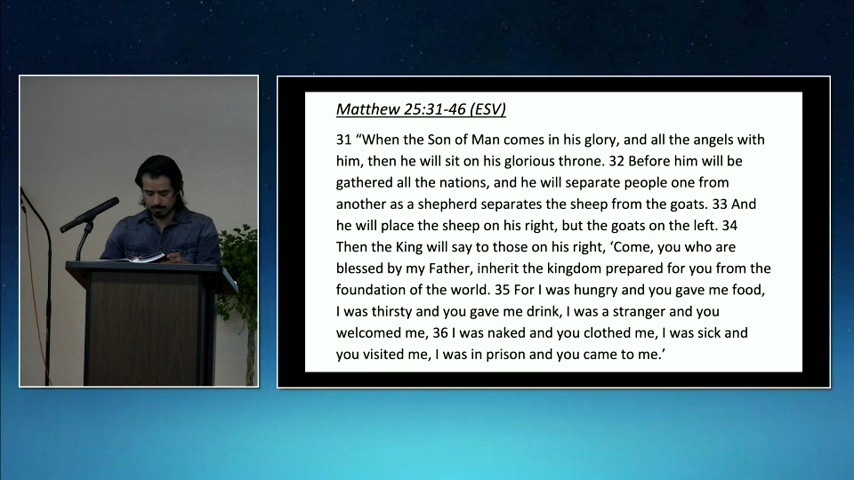 Matthew 25:31-46 (ESV)
31 “When the Son of Man comes in his glory, and all the angels with
him, then he will sit on his glorious throne. 32 Before him will be
gathered all the nations, and he will separate people one from
another as a shepherd separates the sheep from the goats. 33 And
he will place the sheep on his right, but the goats on the left. 34
Then the King will say to those on his right, ‘Come, you who are
blessed by my Father, inherit the kingdom prepared for you from the
foundation of the world. 35 For I was hungry and you gave me food,
I was thirsty and you gave me drink, I was a stranger and you
welcomed me, 36 I was naked and you clothed me, I was sick and
you visited me, I was in prison and you came to me.’